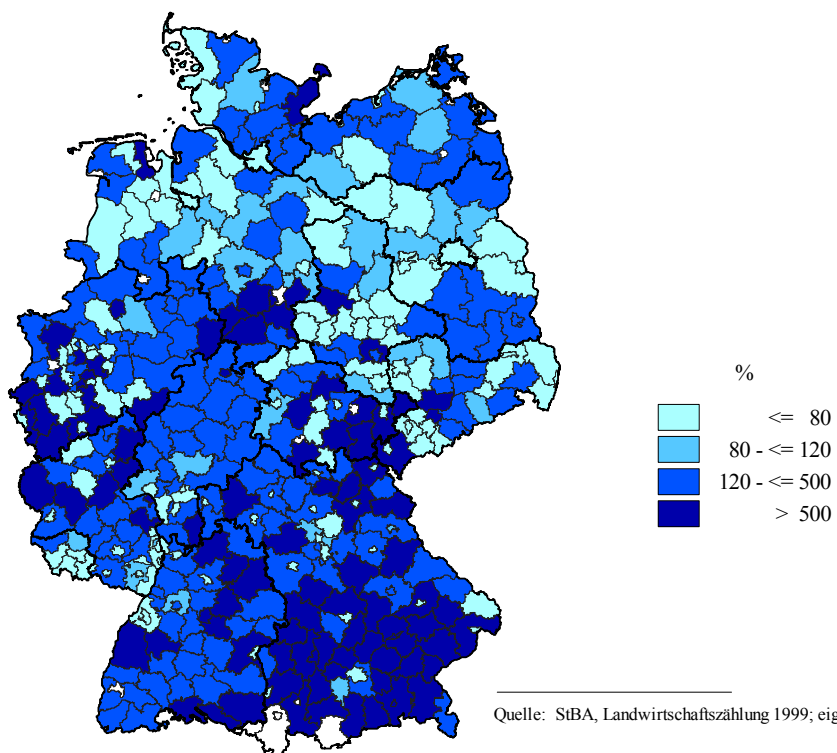 %
<= 80
80 - <= 120
120 - <= 500
> 500
Quelle: StBA, Landwirtschaftszählung 1999; eig